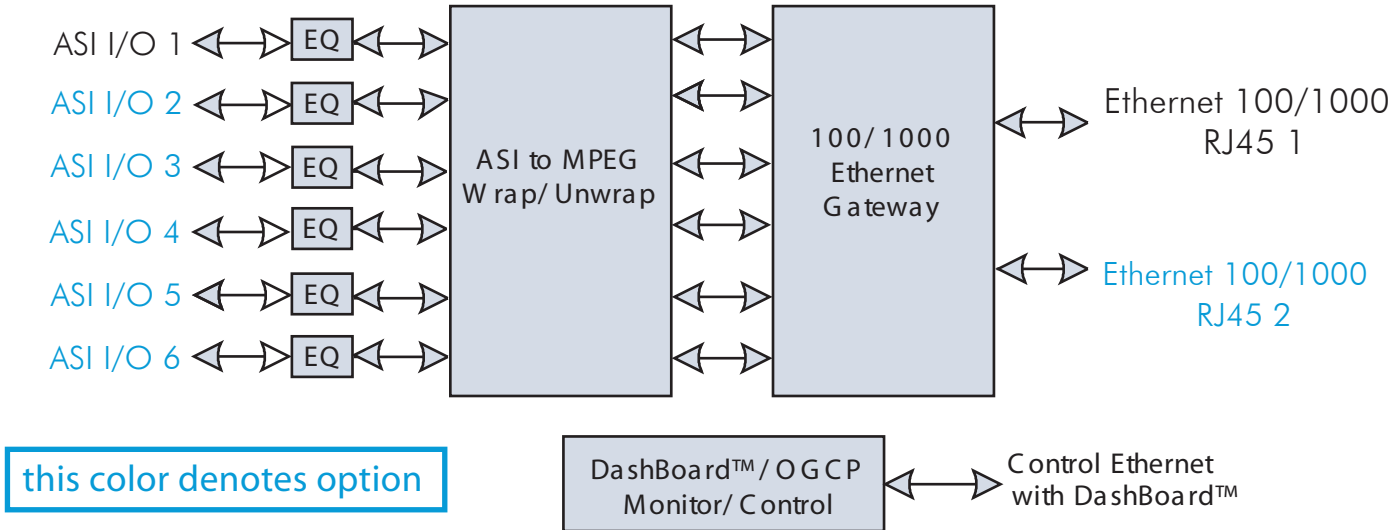 ASI I/O 1
EQ
ASI I/O 2
EQ
ASI I/O 3
EQ
ASI I/O 4
EQ
ASI I/O 5
EQ
ASI I/O 6
EQ
ASI to MPEG
Wrap/Unwrap
100/1000
Ethernet
Gateway
Ethernet 100/1000
RJ45 1
Ethernet 100/1000
RJ45 2
this color denotes option
DashBoard™/OGCP
Monitor/Control
Control Ethernet
with DashBoard™